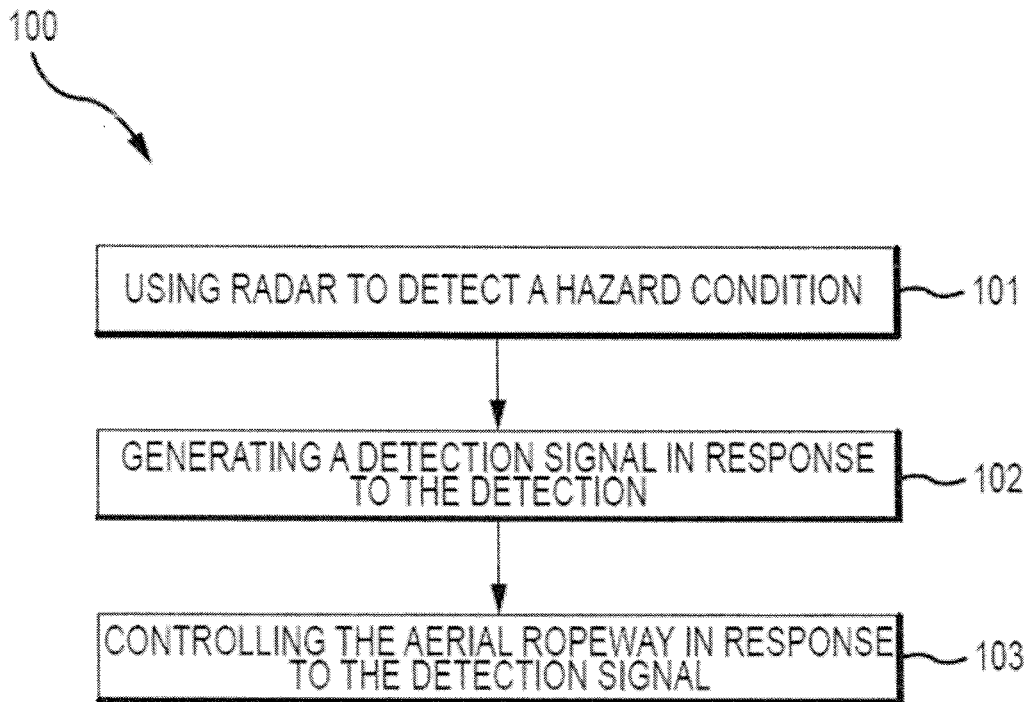 100
USING RADAR TO DETECT A HAZARD CONDITION
101
GENERATING A DETECTION SIGNAL IN RESPONSE
TO THE DETECTION
102
CONTROLLING THE AERIAL ROPEWAY IN RESPONSE
TO THE DETECTION SIGNAL
103